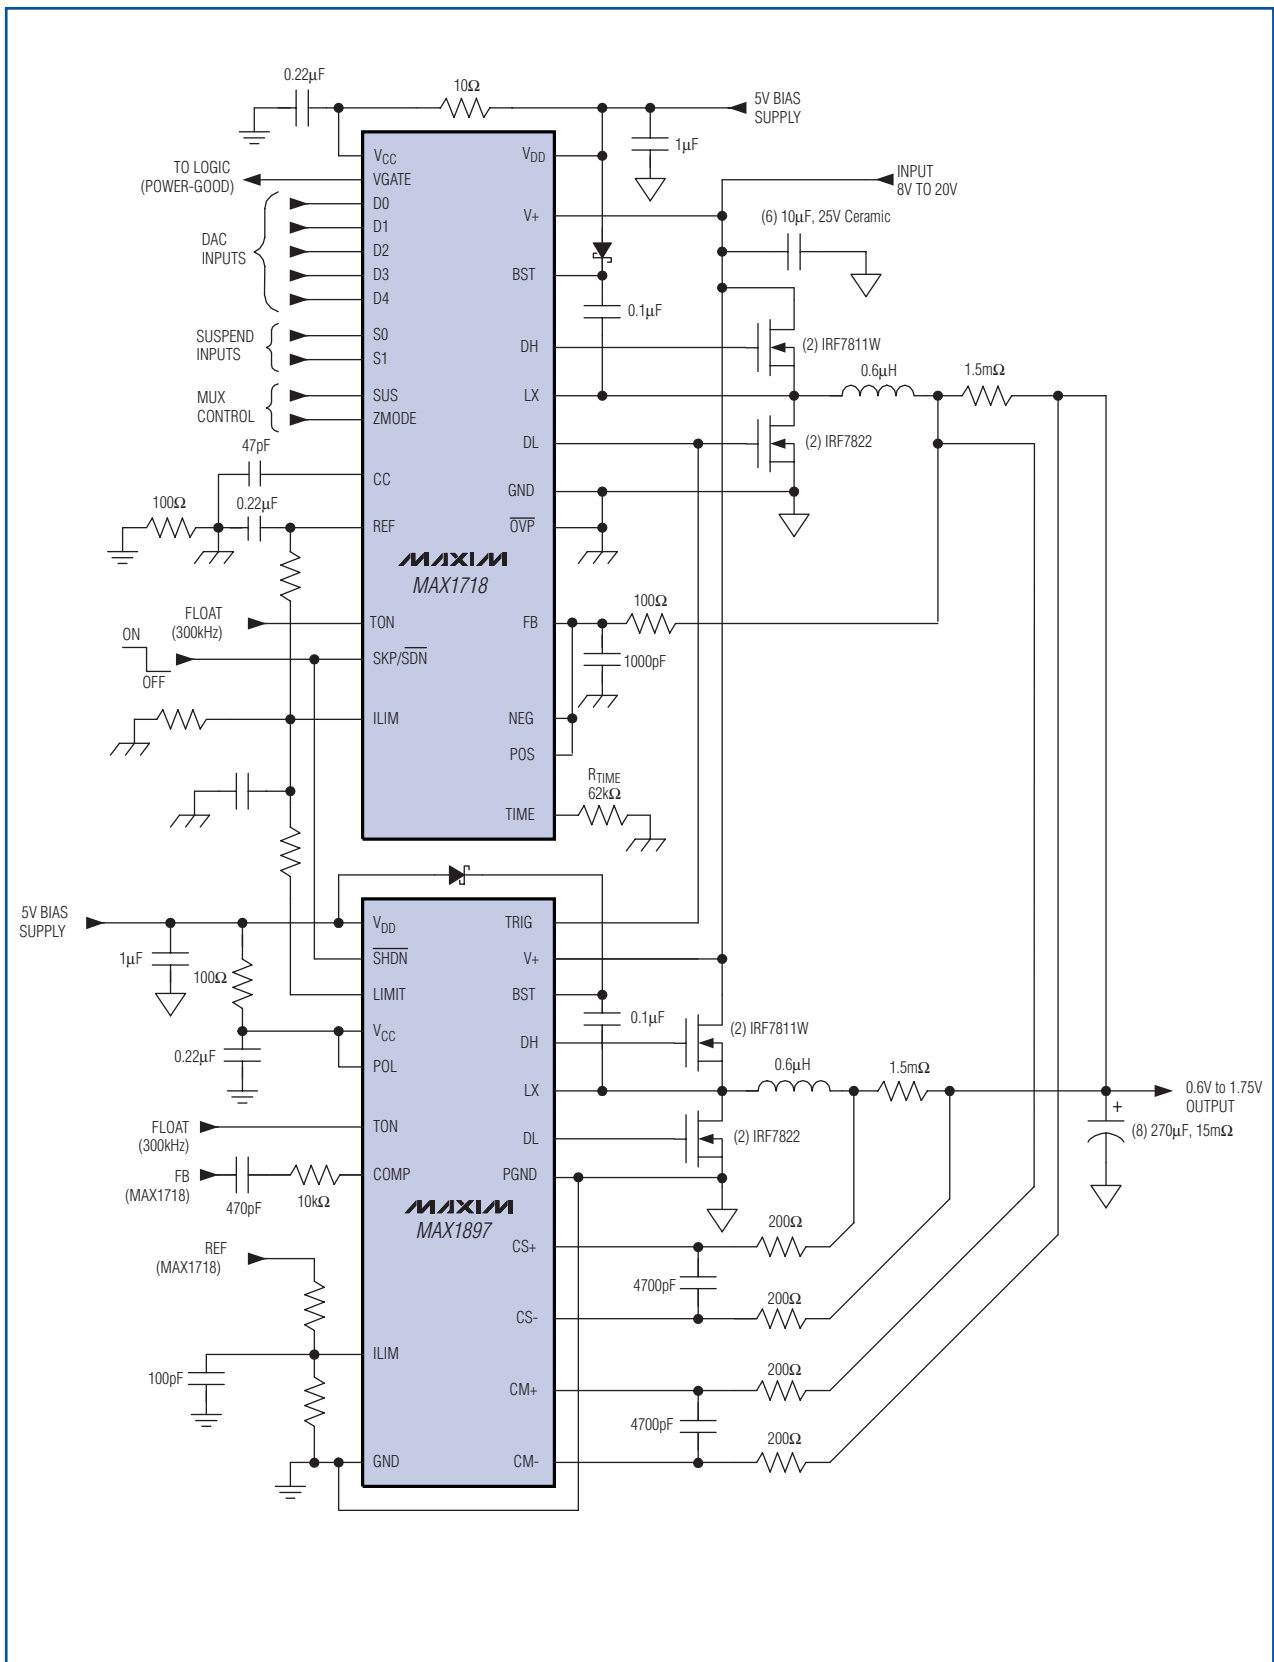 0.22µF
10Ω
5V BIAS
SUPPLY
1µF
INPUT
8V TO 20V
TO LOGIC
(POWER-GOOD)
DAC
INPUTS
SUSPEND
INPUTS
MUX
CONTROL
VCC
VGATE
D0
D1
D2
D3
D4
S0
S1
SUS
ZMODE
CC
REF
TON
SKP/SDN
ILIM
VDD
V+
BST
DH
LX
DL
GND
OVP
FB
NEG
POS
TIME
MAXIM
MAX1718
(6) 10µF, 25V Ceramic
0.1µF
(2) IRF7811W
0.6µH
1.5mΩ
(2) IRF7822
47pF
100Ω
0.22µF
FLOAT
(300kHz)
ON
OFF
100Ω
1000pF
RTIME
62kΩ
5V BIAS
SUPPLY
1µF
100Ω
0.22µF
FLOAT
(300kHz)
FB
(MAX1718)
470pF
10kΩ
REF
(MAX1718)
100pF
VDD
SHDN
LIMIT
VCC
POL
TON
COMP
ILIM
GND
TRIG
V+
BST
DH
LX
DL
PGND
CS+
CS-
CM+
CM-
MAXIM
MAX1897
0.1µF
(2) IRF7811W
0.6µH
1.5mΩ
(2) IRF7822
0.6V to 1.75V
OUTPUT
+
(8) 270µF, 15mΩ
200Ω
4700pF
200Ω
200Ω
4700pF
200Ω